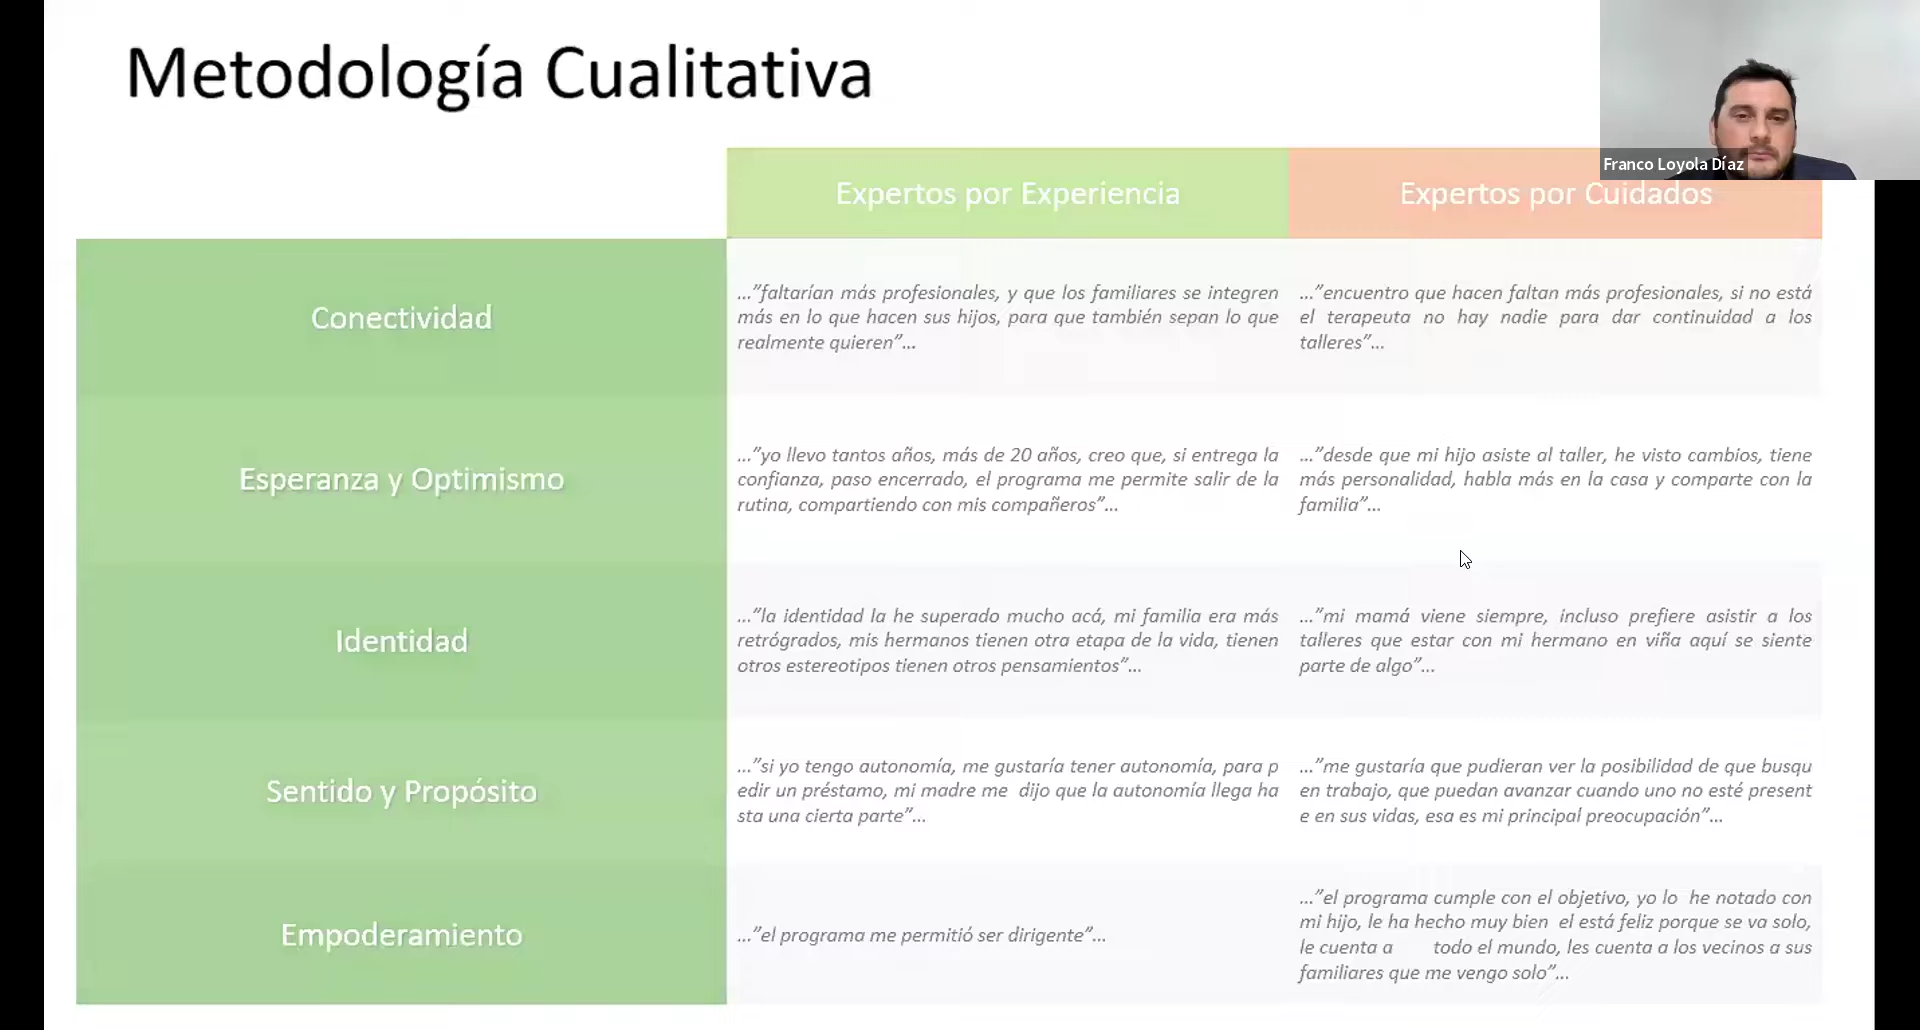 Metodología Cualitativa
Franco Loyola Díaz
Expertos por Experiencia
Expertos por Cuidados
Conectividad
..."faltarían más profesionales, y que los familiares se integren
más en lo que hacen sus hijos, para que también sepan lo que
realmente quieren"...
..."encuentro que hacen faltan más profesionales, si no está
el terapeuta no hay nadie para dar continuidad a los
talleres"...
Esperanza y Optimismo
..."yo llevo tantos años, más de 20 años, creo que, si entrega la
confianza, paso encerrado, el programa me permite salir de la
rutina, compartiendo con mis compañeros"...
..."desde que mi hijo asiste al taller, he visto cambios, tiene
más personalidad, habla más en la casa y comparte con la
familia"...
Identidad
..."la identidad la he superado mucho acá, mi familia era más
retrógrados, mis hermanos tienen otra etapa de la vida, tienen
otros estereotipos tienen otros pensamientos"...
..."mi mamá viene siempre, incluso prefiere asistir a los
talleres que estar con mi hermano en viña aquí se siente
parte de algo"...
Sentido y Propósito
..."si yo tengo autonomía, me gustaría tener autonomía, para p
edir un préstamo, mi madre me dijo que la autonomía llega ha
sta una cierta parte"...
..."me gustaría que pudieran ver la posibilidad de que busqu
en trabajo, que puedan avanzar cuando uno no esté present
e en sus vidas, esa es mi principal preocupación"...
Empoderamiento
..."el programa me permitió ser dirigente"...
..."el programa cumple con el objetivo, yo lo he notado con
mi hijo, le ha hecho muy bien el está feliz porque se va solo,
le cuenta a todo el mundo, les cuenta a los vecinos a sus
familiares que me vengo solo"...